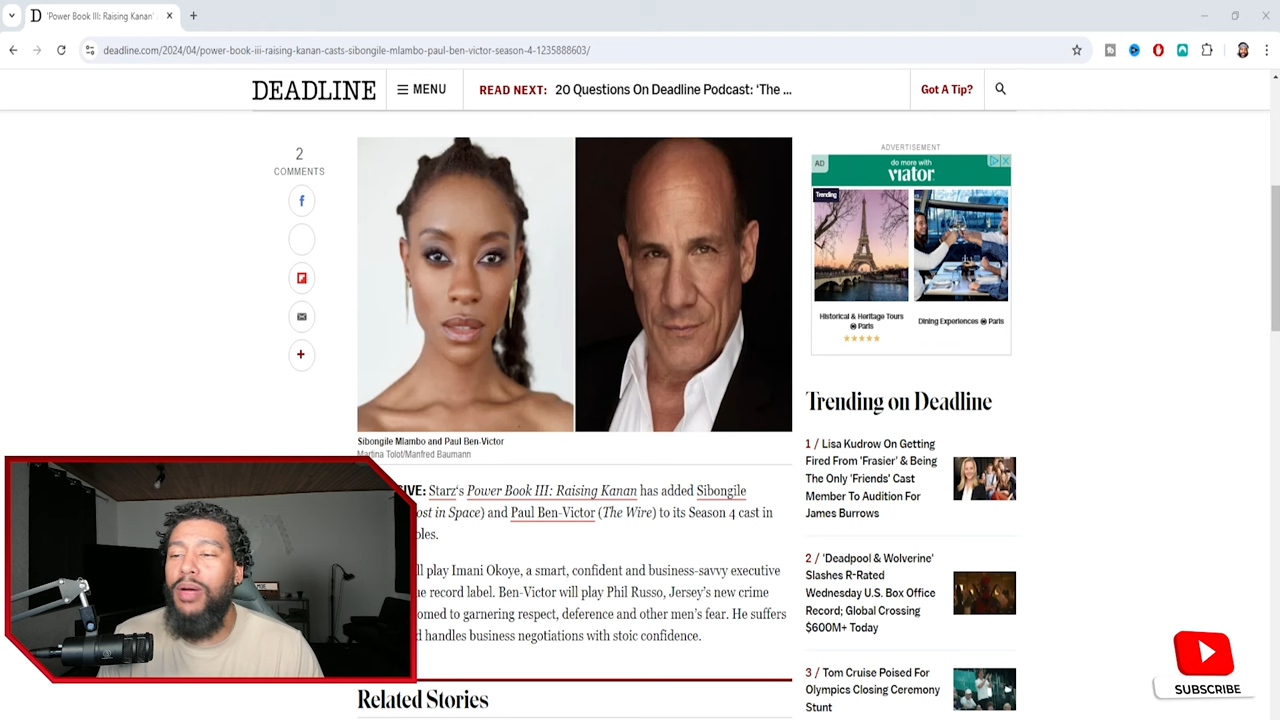 'Power Book III: Raising Kanan'
deadline.com/2024/04/power-book-iii-raising-kanan-casts-sibongile-mlambo-paul-ben-victor-season-4-1235888603/
DEADLINE
MENU
READ NEXT: 20 Questions On Deadline Podcast: ‘The ...
Got A Tip?
2
COMMENTS
Sibongile Mlambo and Paul Ben-Victor
Martina Tolot/Manfred Baumann
IVE: Starz‘s Power Book III: Raising Kanan has added Sibongile
ost in Space) and Paul Ben-Victor (The Wire) to its Season 4 cast in
oles.
ll play Imani Okoye, a smart, confident and business-savvy executive
e record label. Ben-Victor will play Phil Russo, Jersey’s new crime
omed to garnering respect, deference and other men’s fear. He suffers
d handles business negotiations with stoic confidence.
Related Stories
ADVERTISEMENT
AD
do more with
viator
Trending
Historical & Heritage Tours
Paris
Dining Experiences Paris
Trending on Deadline
1 / Lisa Kudrow On Getting
Fired From ‘Frasier’ & Being
The Only ‘Friends’ Cast
Member To Audition For
James Burrows
2 / ‘Deadpool & Wolverine’
Slashes R-Rated
Wednesday U.S. Box Office
Record; Global Crossing
$600M+ Today
3 / Tom Cruise Poised For
Olympics Closing Ceremony
Stunt
SUBSCRIBE